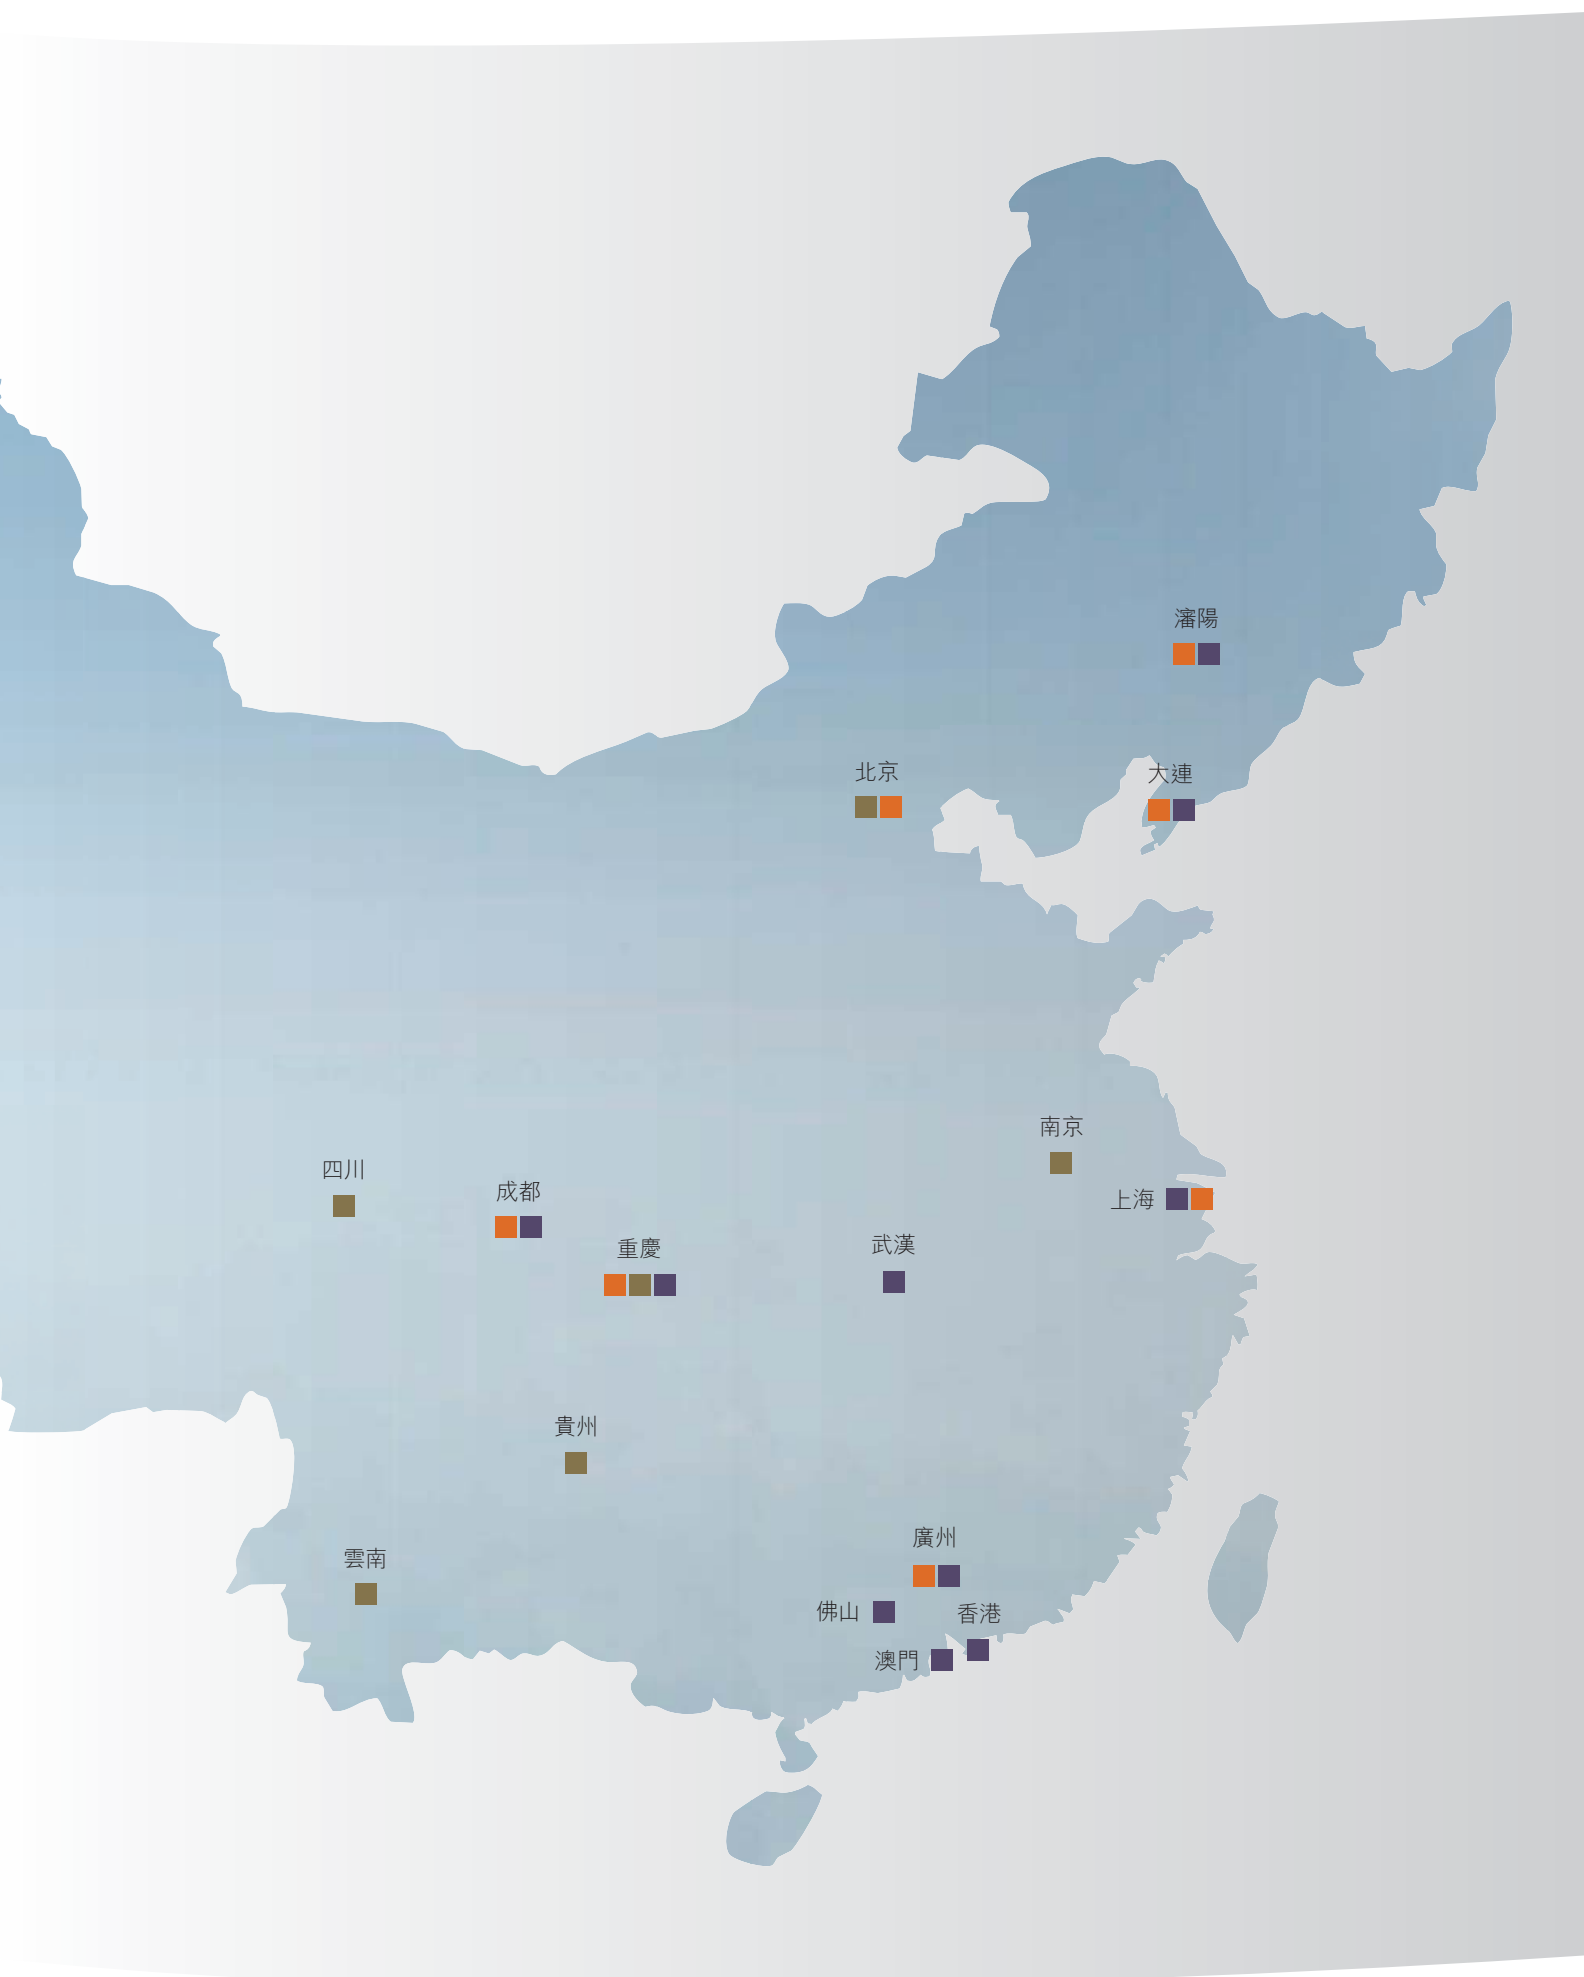 瀋陽
北京
大連
南京
四川
成都
上海
武漢
重慶
貴州
廣州
雲南
佛山
香港
澳門